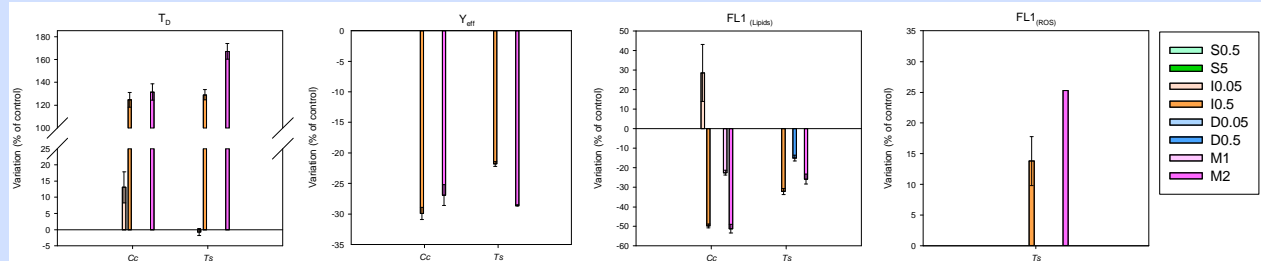 T_D
Variation (% of control)
180
160
140
120
100
25
20
15
10
5
0
-5
Cc
Ts
Y_eff
Variation (% of control)
0
-5
-10
-15
-20
-25
-30
-35
Cc
Ts
FL1 (Lipids)
Variation (% of control)
50
40
30
20
10
0
-10
-20
-30
-40
-50
-60
Cc
Ts
FL1(ROS)
Variation (% of control)
35
30
25
20
15
10
5
0
Ts
S0.5
S5
I0.05
I0.5
D0.05
D0.5
M1
M2